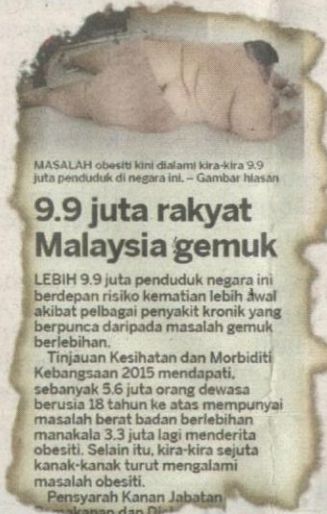 MASALAH obesiti kini dialami kira-kira 9.9
juta penduduk di negara ini. – Gambar hiasan
9.9 juta rakyat
Malaysia gemuk
LEBIH 9.9 juta penduduk negara ini
berdepan risiko kematian lebih awal
akibat pelbagai penyakit kronik yang
berpunca daripada masalah gemuk
berlebihan.
Tinjauan Kesihatan dan Morbiditi
Kebangsaan 2015 mendapati,
sebanyak 5.6 juta orang dewasa
berusia 18 tahun ke atas mempunyai
masalah berat badan berlebihan
manakala 3.3 juta lagi menderita
obesiti. Selain itu, kira-kira sejuta
kanak-kanak turut mengalami
masalah obesiti.
Pensyarah Kanan Jabatan
dan